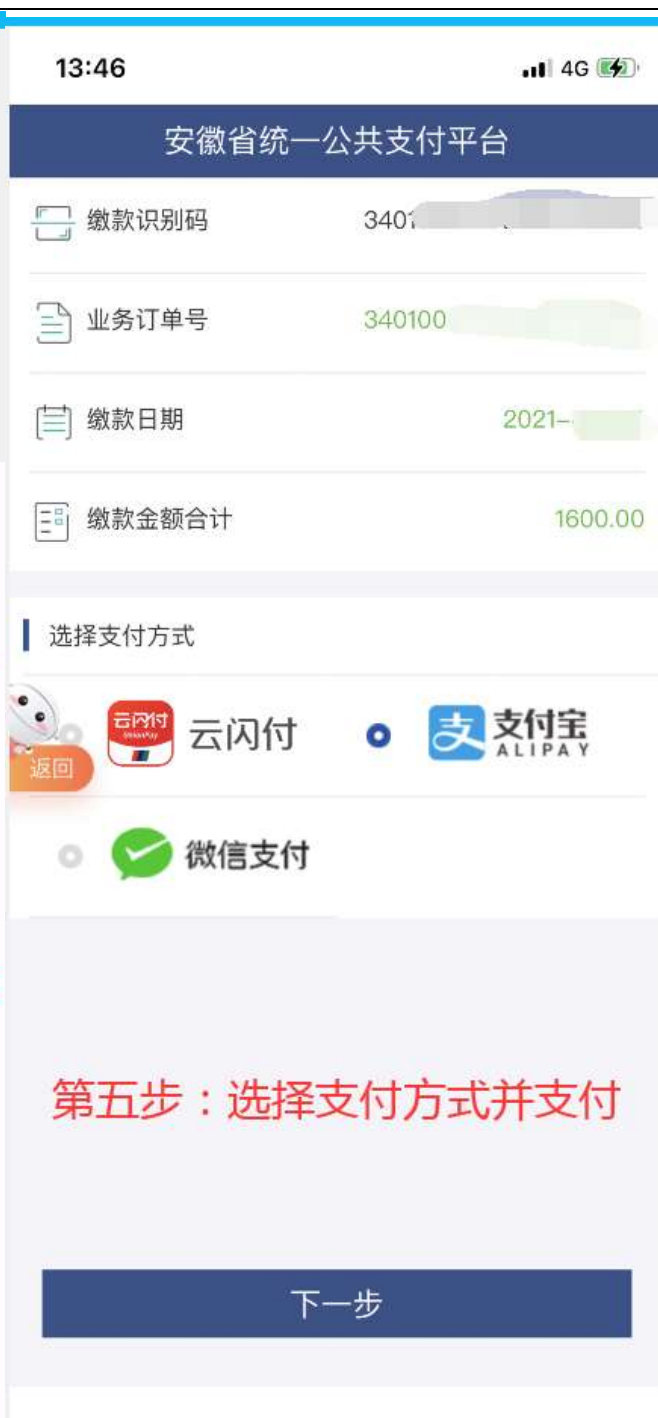 13:46 4G
安徽省统一公共支付平台
缴款识别码 3401
业务订单号 340100
缴款日期 2021-
缴款金额合计 1600.00
选择支付方式
云闪付 UnionPay 云闪付 支 支付宝
ALIPAY
返回
微信支付
第五步：选择支付方式并支付
下一步